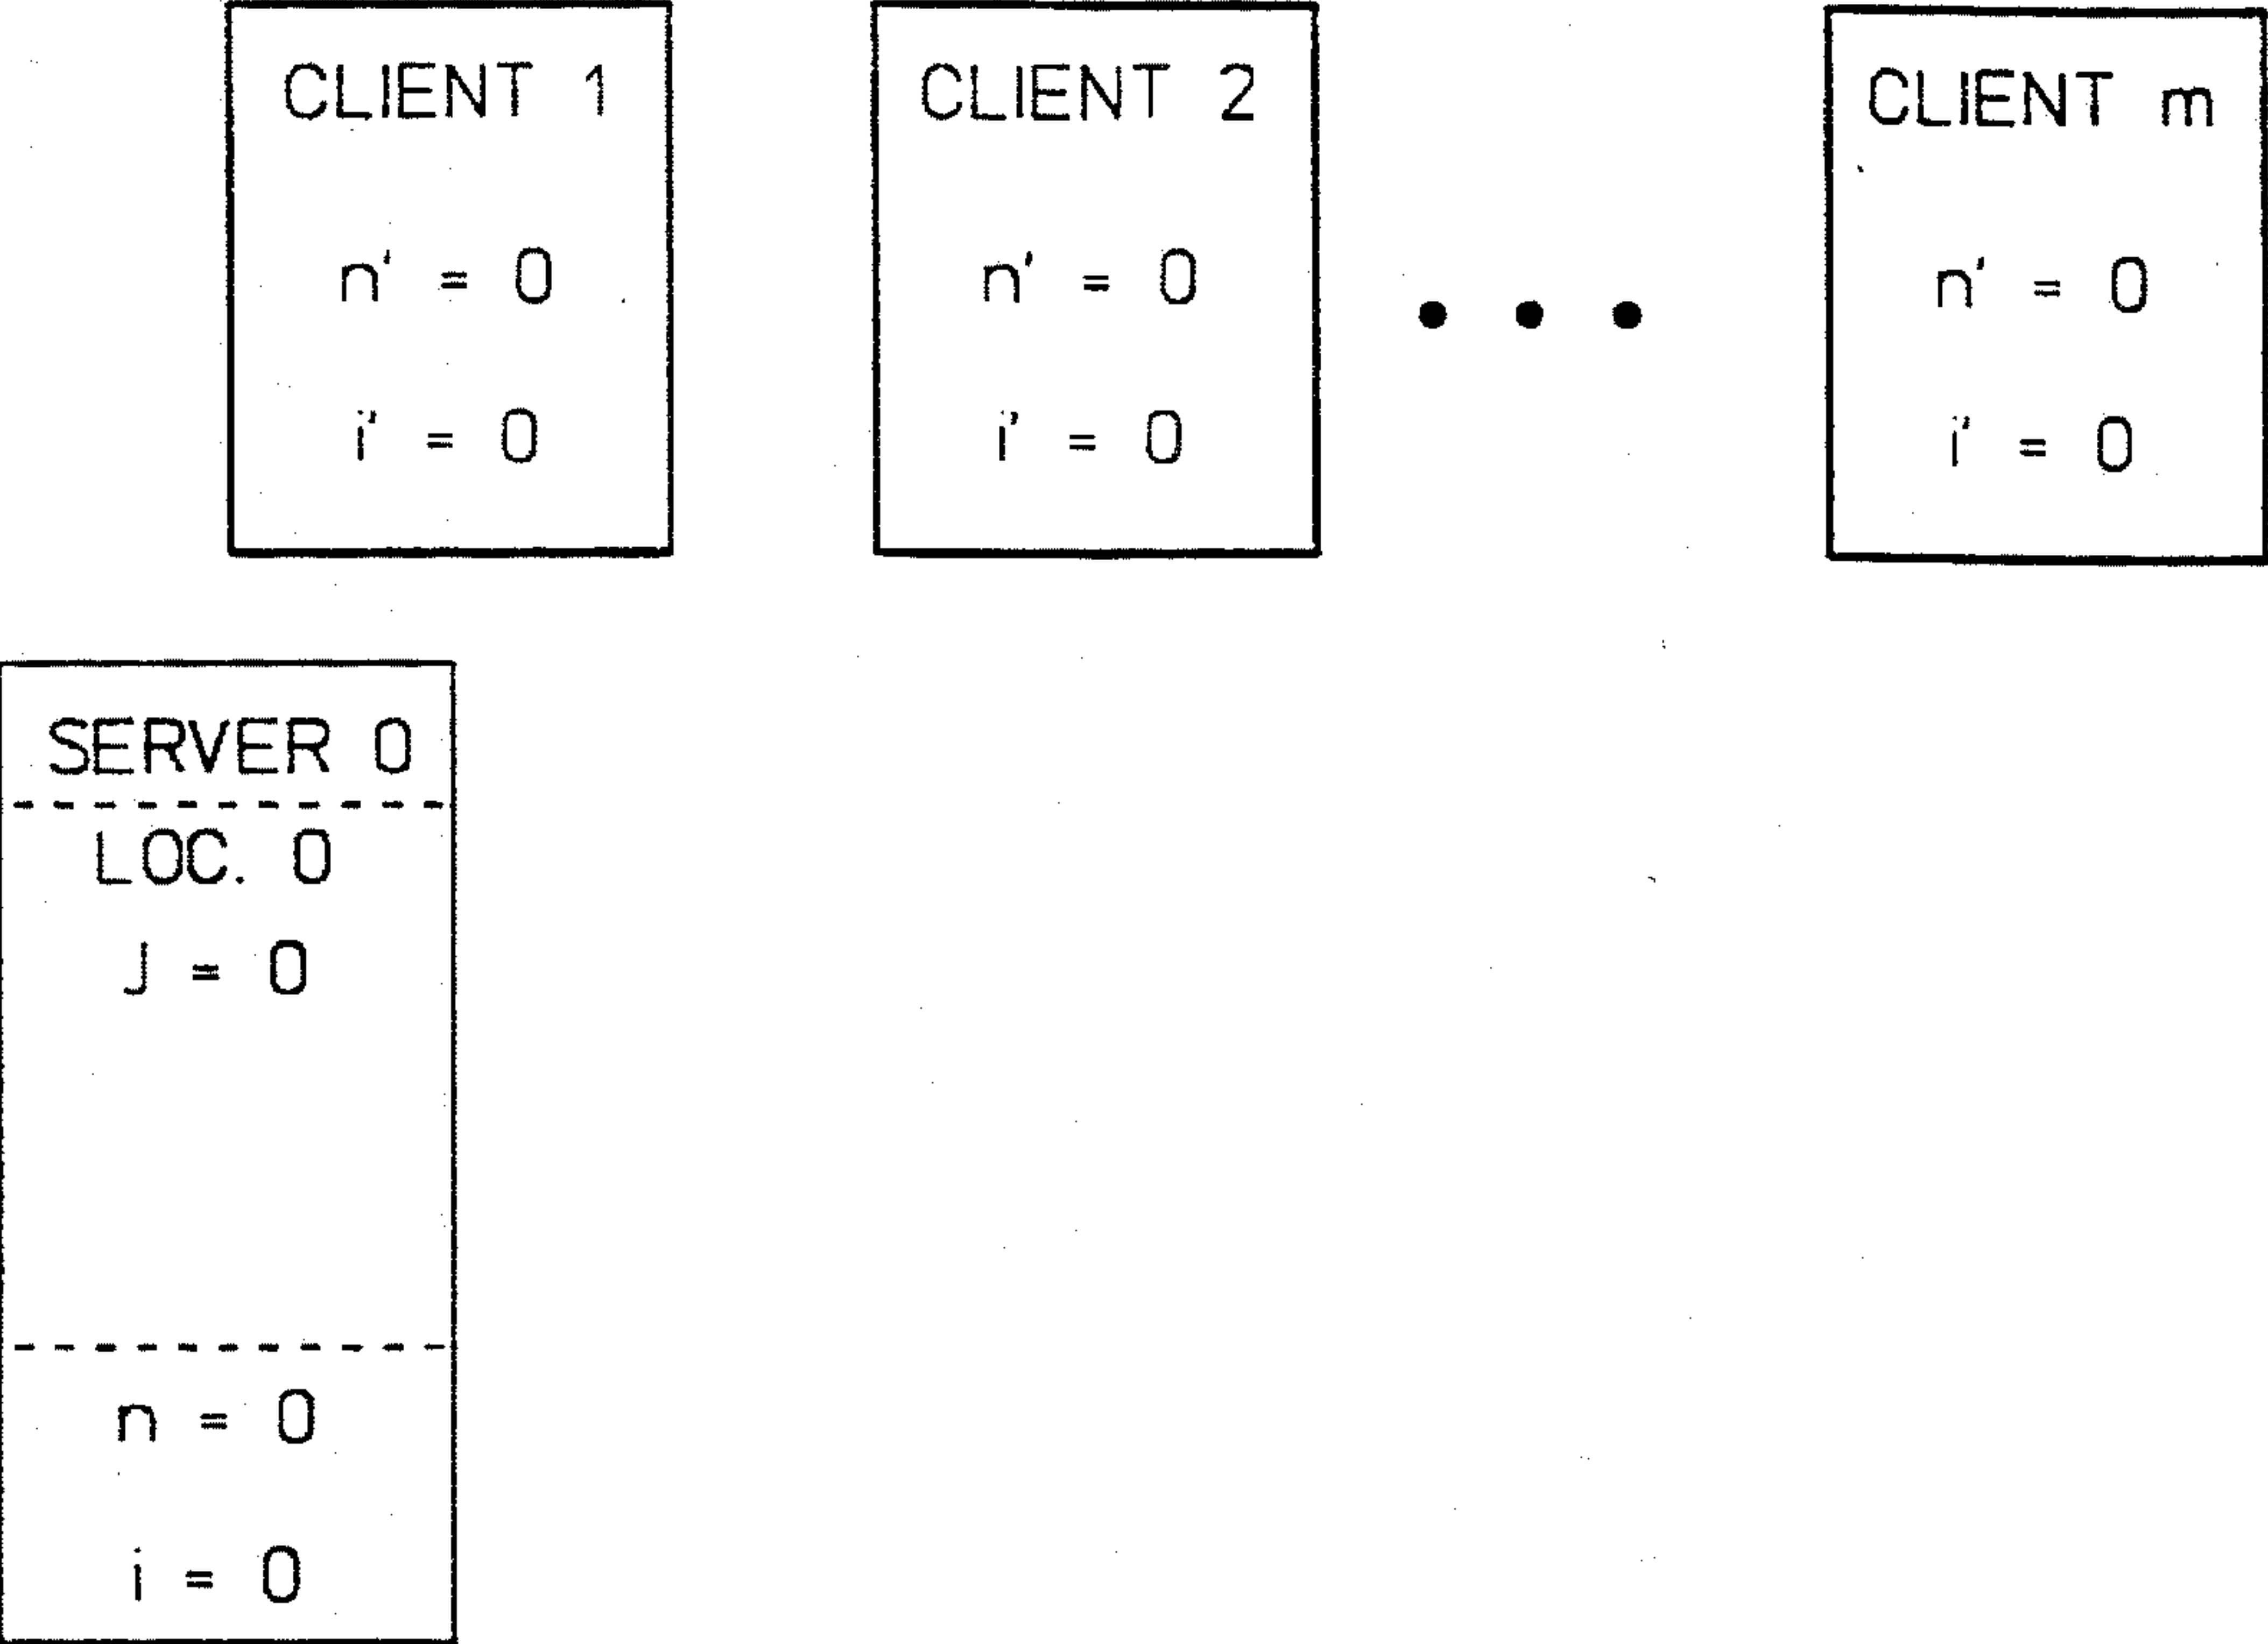 CLIENT 1
n' = 0
i' = 0
CLIENT 2
n' = 0
i' = 0
CLIENT m
n' = 0
i' = 0
SERVER 0
LOC. 0
J = 0
n = 0
i = 0